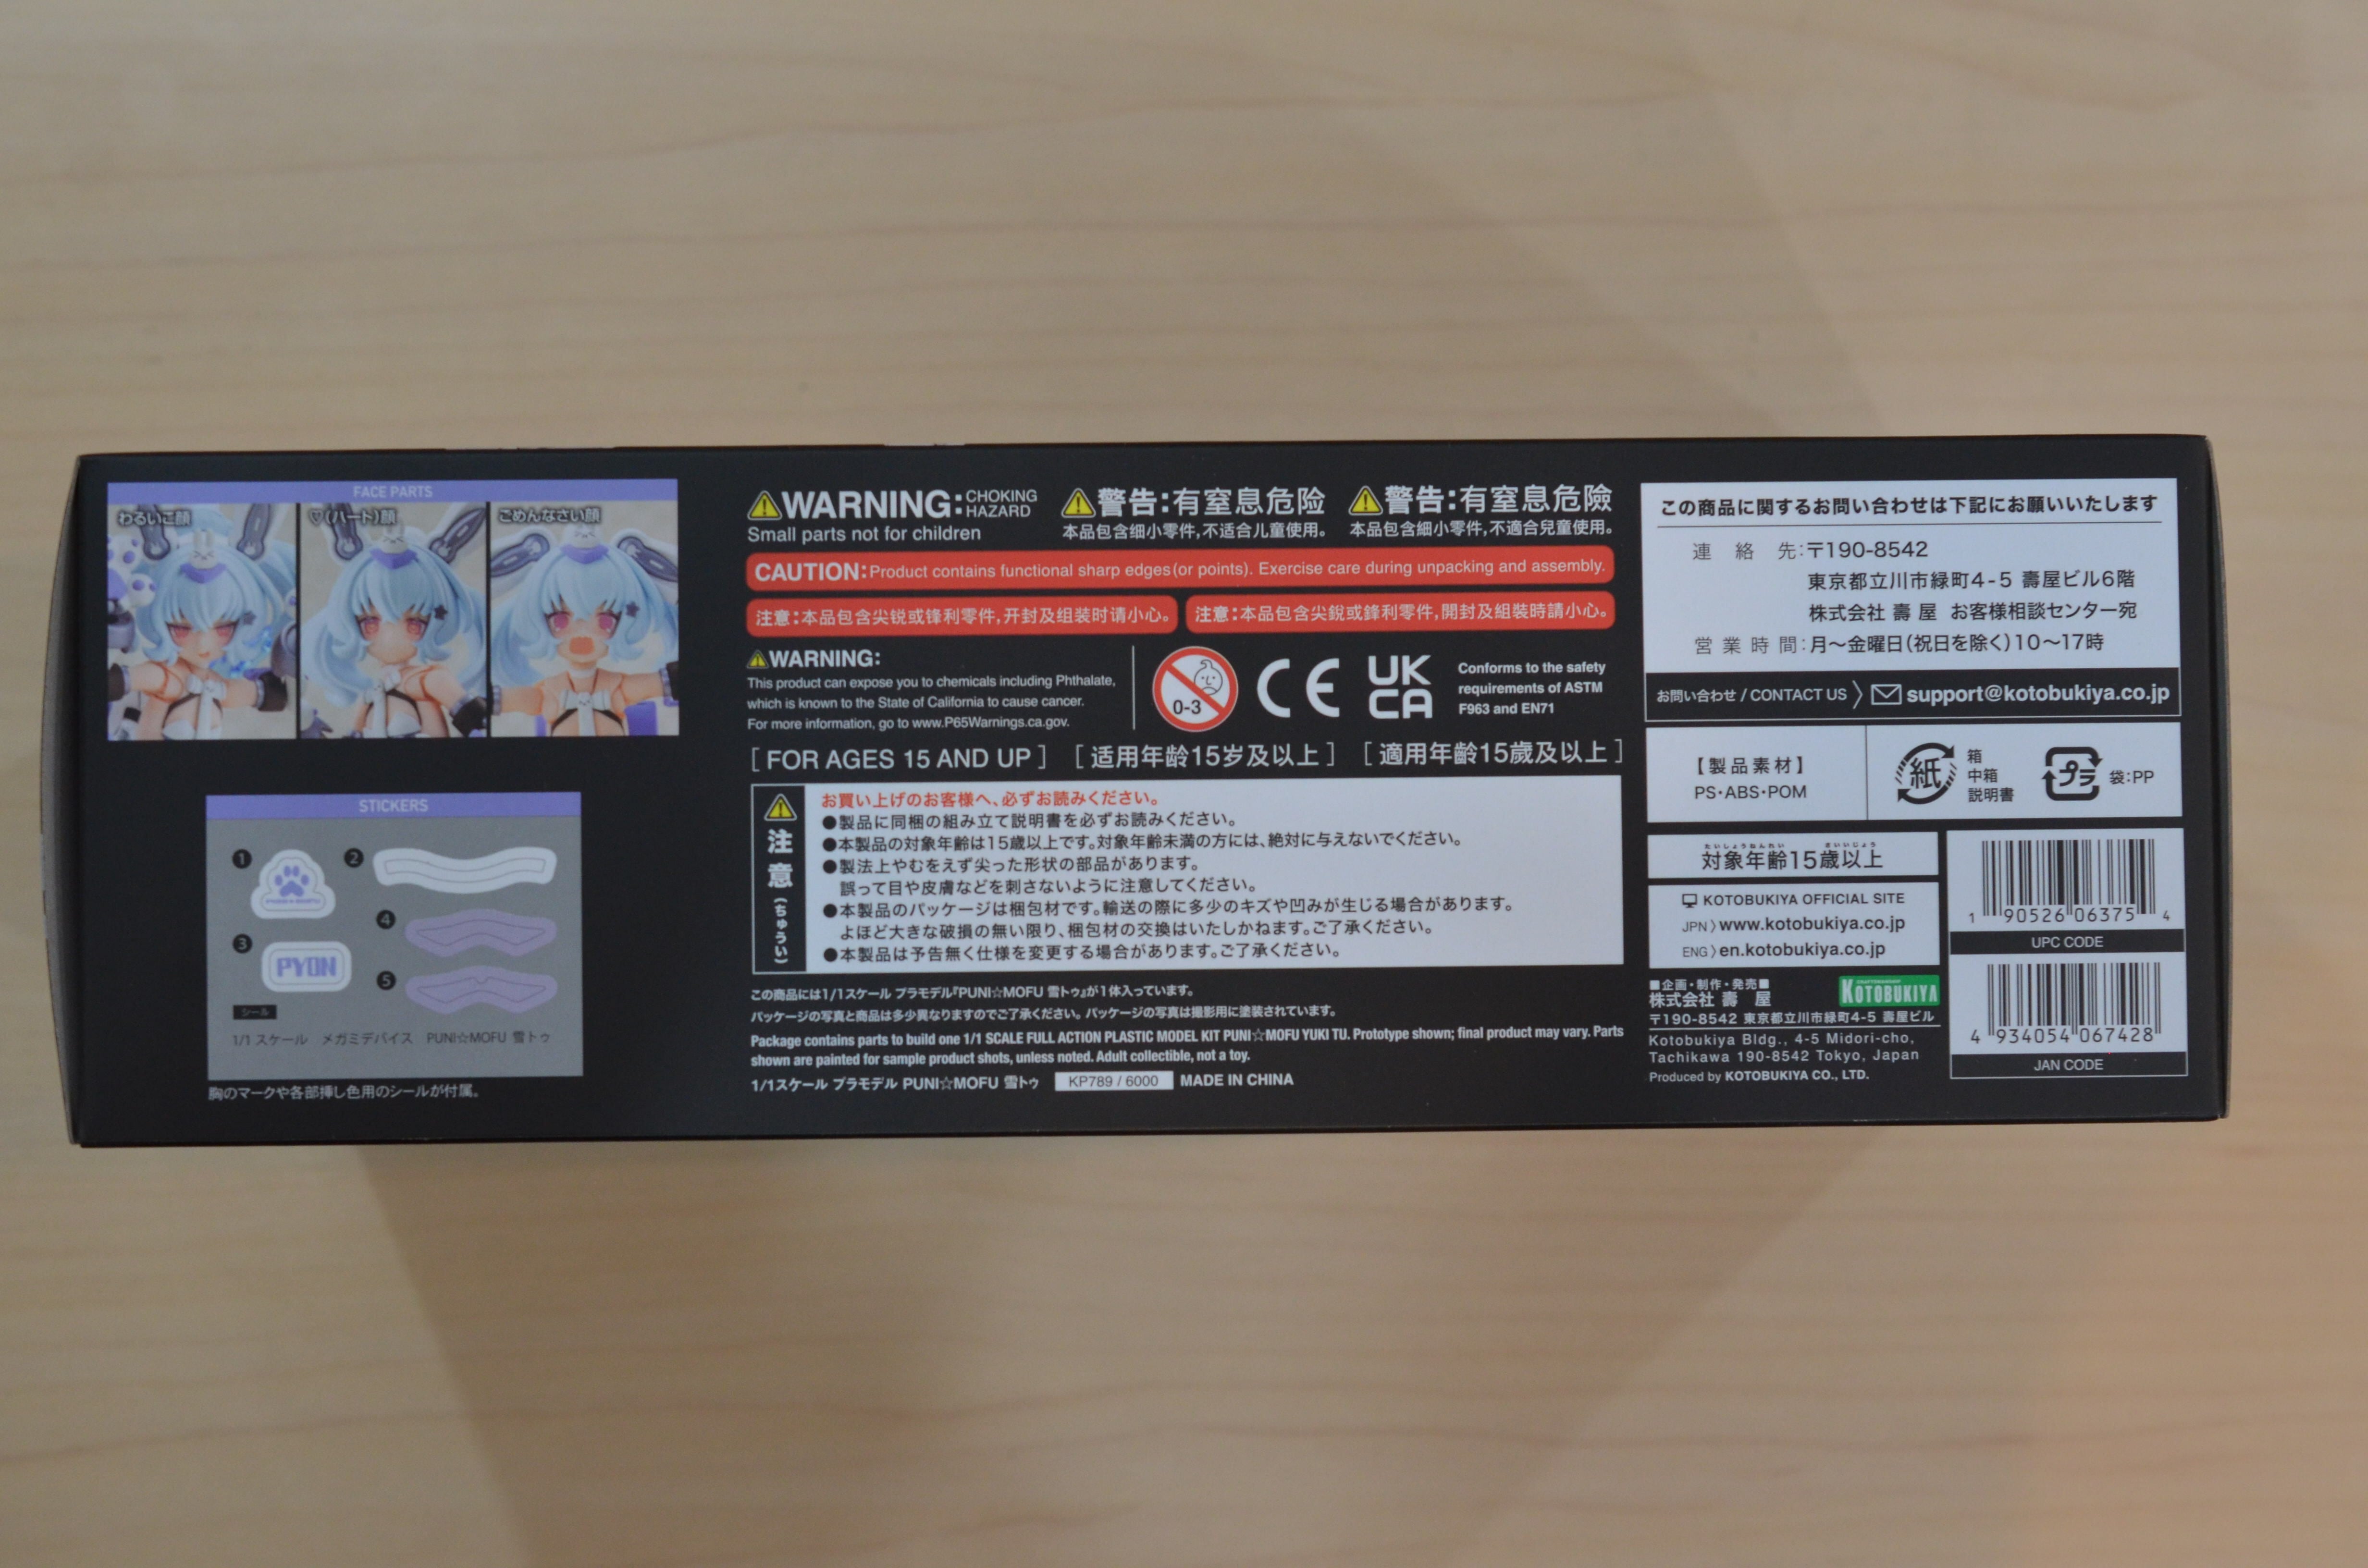 FACE PARTS
わるいこ顔
♡(ハート)顔
ごめんなさい顔
STICKERS
1
2
3
4
5
PYON
シール
1/1 スケール メガミデバイス PUNI☆MOFU 雪トゥ
胸のマークや各部挿し色用のシールが付属。
WARNING: CHOKING HAZARD
Small parts not for children
警告:有窒息危险
本品包含细小零件,不适合儿童使用。
警告:有窒息危險
本品包含細小零件,不適合兒童使用。
CAUTION: Product contains functional sharp edges (or points). Exercise care during unpacking and assembly.
注意:本品包含尖锐或锋利零件,开封及组装时请小心。
注意:本品包含尖銳或鋒利零件,開封及組裝時請小心。
WARNING:
This product can expose you to chemicals including Phthalate,
which is known to the State of California to cause cancer.
For more information, go to www.P65Warnings.ca.gov.
0-3
CE
UK
CA
Conforms to the safety
requirements of ASTM
F963 and EN71
[ FOR AGES 15 AND UP ] [ 适用年龄15岁及以上 ] [ 適用年齡15歲及以上 ]
注意(ちゅうい)
お買い上げのお客様へ、必ずお読みください。
●製品に同梱の組み立て説明書を必ずお読みください。
●本製品の対象年齢は15歳以上です。対象年齢未満の方には、絶対に与えないでください。
●製法上やむをえず尖った形状の部品があります。
誤って目や皮膚などを刺さないように注意してください。
●本製品のパッケージは梱包材です。輸送の際に多少のキズや凹みが生じる場合があります。
よほど大きな破損の無い限り、梱包材の交換はいたしかねます。ご了承ください。
●本製品は予告無く仕様を変更する場合があります。ご了承ください。
この商品には1/1スケール プラモデル『PUNI☆MOFU 雪トゥ』が1体入っています。
パッケージの写真と商品は多少異なりますのでご了承ください。パッケージの写真は撮影用に塗装されています。
Package contains parts to build one 1/1 SCALE FULL ACTION PLASTIC MODEL KIT PUNI☆MOFU YUKI TU. Prototype shown; final product may vary. Parts
shown are painted for sample product shots, unless noted. Adult collectible, not a toy.
1/1スケール プラモデル PUNI☆MOFU 雪トゥ KP789 / 6000 MADE IN CHINA
この商品に関するお問い合わせは下記にお願いいたします
連絡先:〒190-8542
東京都立川市緑町4-5 壽屋ビル6階
株式会社 壽屋 お客様相談センター宛
営業時間:月〜金曜日(祝日を除く)10〜17時
お問い合わせ / CONTACT US support@kotobukiya.co.jp
【製品素材】
PS・ABS・POM
紙
箱
中箱
説明書
プラ
袋:PP
たいしょうねんれい さいいじょう
対象年齢15歳以上
KOTOBUKIYA OFFICIAL SITE
JPN〉www.kotobukiya.co.jp
ENG〉en.kotobukiya.co.jp
■企画・制作・発売■
株式会社 壽 屋
KOTOBUKIYA
〒190-8542 東京都立川市緑町4-5 壽屋ビル
Kotobukiya Bldg., 4-5 Midori-cho,
Tachikawa 190-8542 Tokyo, Japan
Produced by KOTOBUKIYA CO., LTD.
1 90526 06375 4
UPC CODE
4 934054 067428
JAN CODE